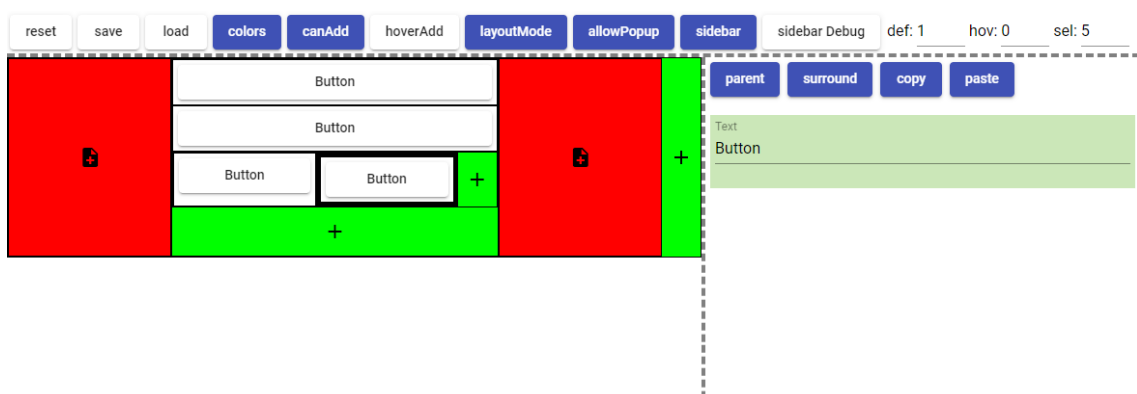 reset save load colors canAdd hoverAdd layoutMode allowPopup sidebar sidebar Debug def: 1 hov: 0 sel: 5
parent surround copy paste
Button
Text
Button
Button
Button Button +
+
+